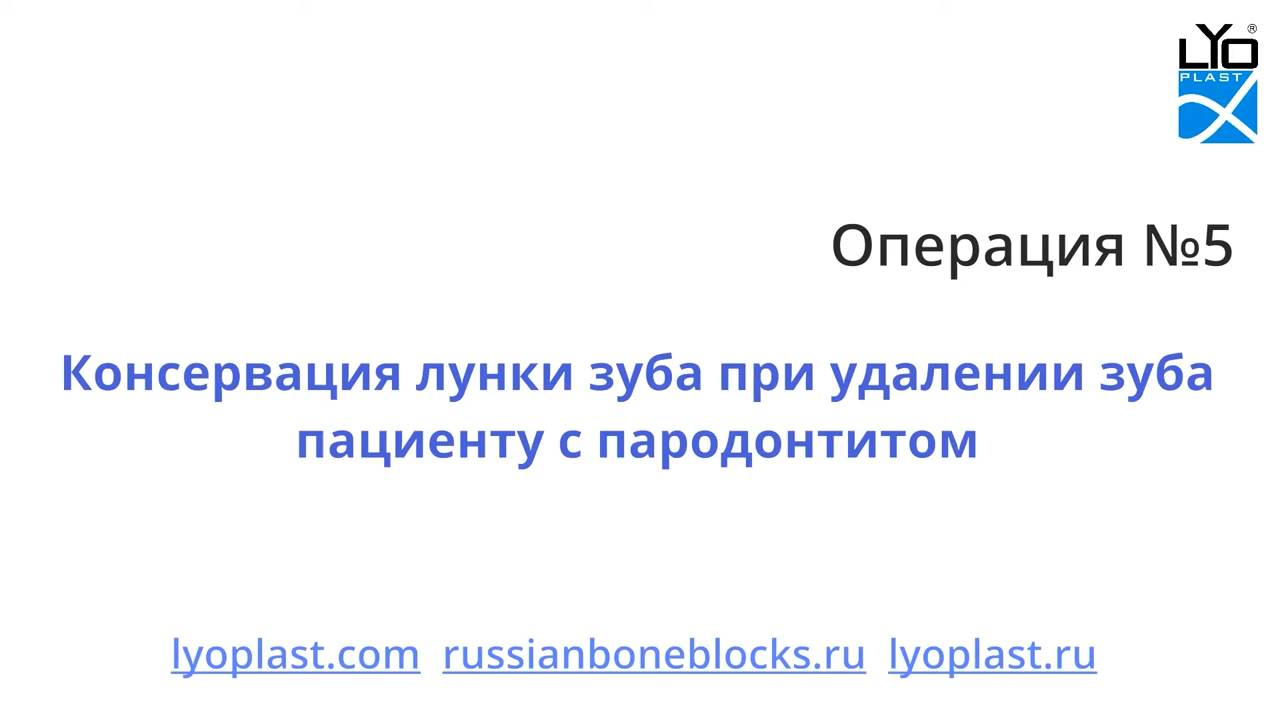 LYO®
PLAST
Операция №5
Консервация лунки зуба при удалении зуба
пациенту с пародонтитом
lyoplast.com russianboneblocks.ru lyoplast.ru